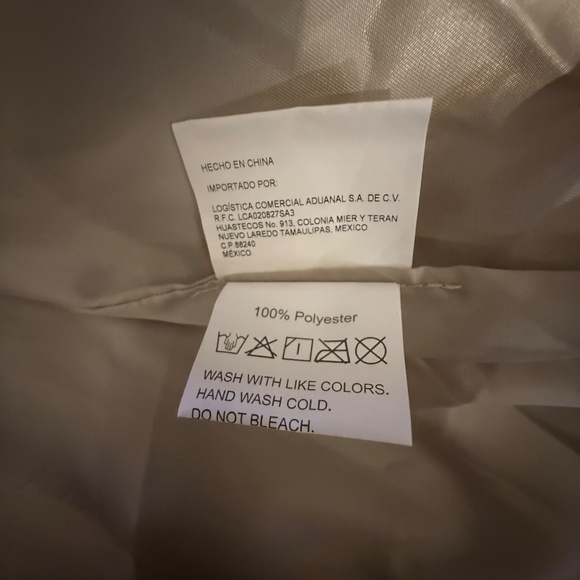 HECHO EN CHINA
IMPORTADO POR:
LOGÍSTICA COMERCIAL ADUANAL S.A. DE C.V.
R.F.C. LCA020827SA3
HUASTECOS No. 913, COLONIA MIER Y TERAN
NUEVO LAREDO TAMAULIPAS, MEXICO
C.P.88240
MÉXICO
100% Polyester
WASH WITH LIKE COLORS.
HAND WASH COLD.
DO NOT BLEACH.